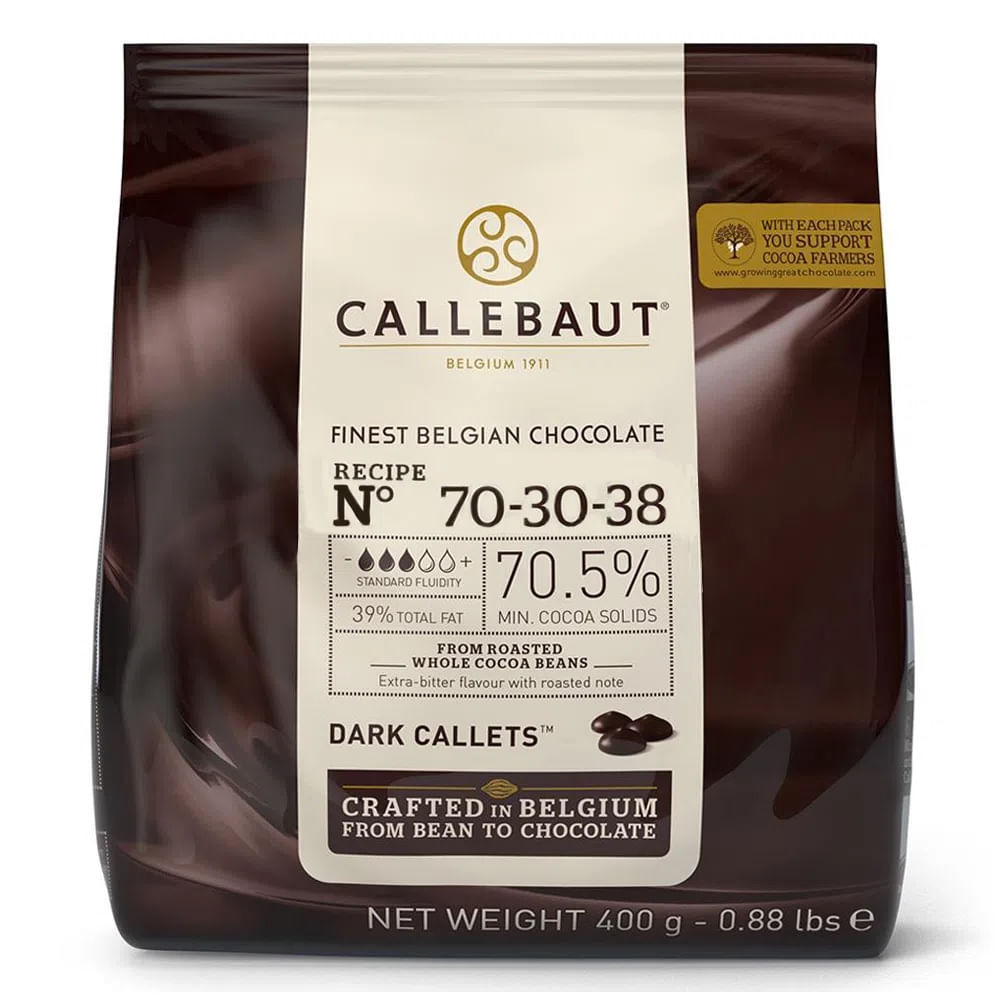 WITH EACH PACK
YOU SUPPORT
COCOA FARMERS
www.growinggreatchocolate.com
CALLEBAUT®
BELGIUM 1911
FINEST BELGIAN CHOCOLATE
RECIPE
Nº 70-30-38
- +
STANDARD FLUIDITY
39% TOTAL FAT
70.5%
MIN. COCOA SOLIDS
FROM ROASTED
WHOLE COCOA BEANS
Extra-bitter flavour with roasted note
DARK CALLETS™
CRAFTED IN BELGIUM
FROM BEAN TO CHOCOLATE
NET WEIGHT 400 g - 0.88 lbs ℮